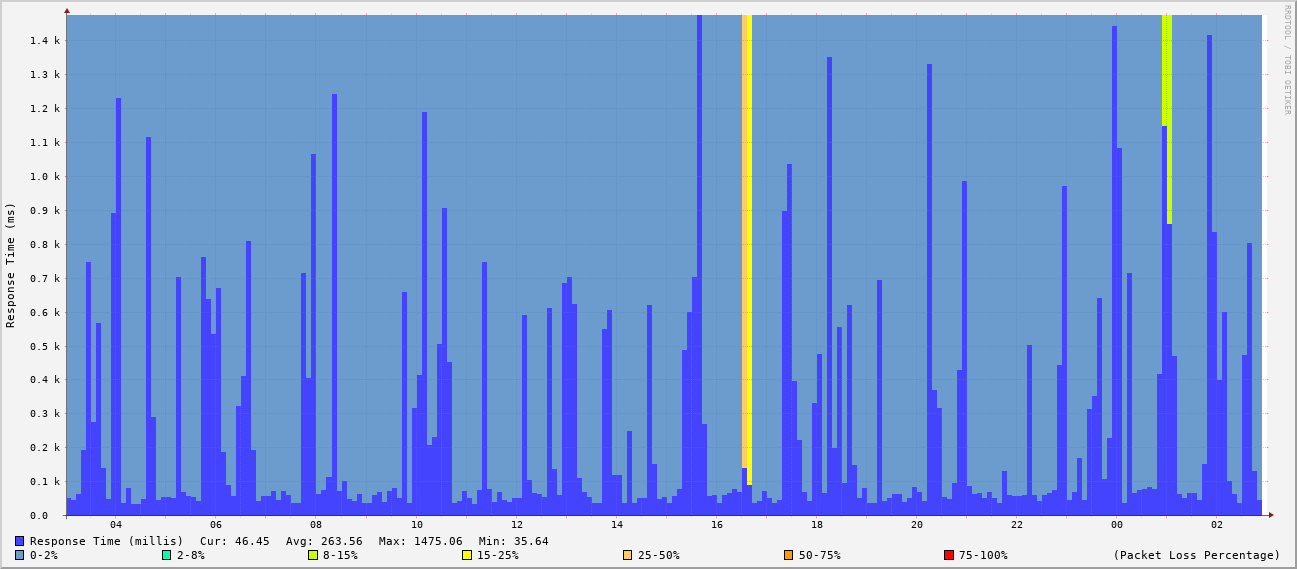 RRDTOOL / TOBI OETIKER
Response Time (ms)
1.4 k
1.3 k
1.2 k
1.1 k
1.0 k
0.9 k
0.8 k
0.7 k
0.6 k
0.5 k
0.4 k
0.3 k
0.2 k
0.1 k
0.0
04 06 08 10 12 14 16 18 20 22 00 02
Response Time (millis) Cur: 46.45 Avg: 263.56 Max: 1475.06 Min: 35.64
0-2% 2-8% 8-15% 15-25% 25-50% 50-75% 75-100% (Packet Loss Percentage)